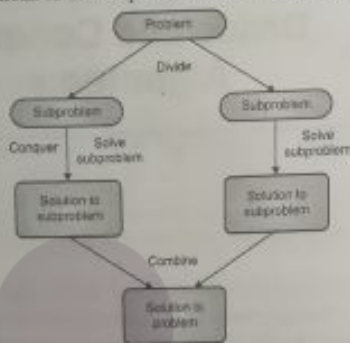 Problem
Divide
Subproblem
Subproblem
Conquer
Solve
subproblem
Solve
subproblem
Solution to
subproblem
Solution to
subproblem
Combine
Solution to
problem